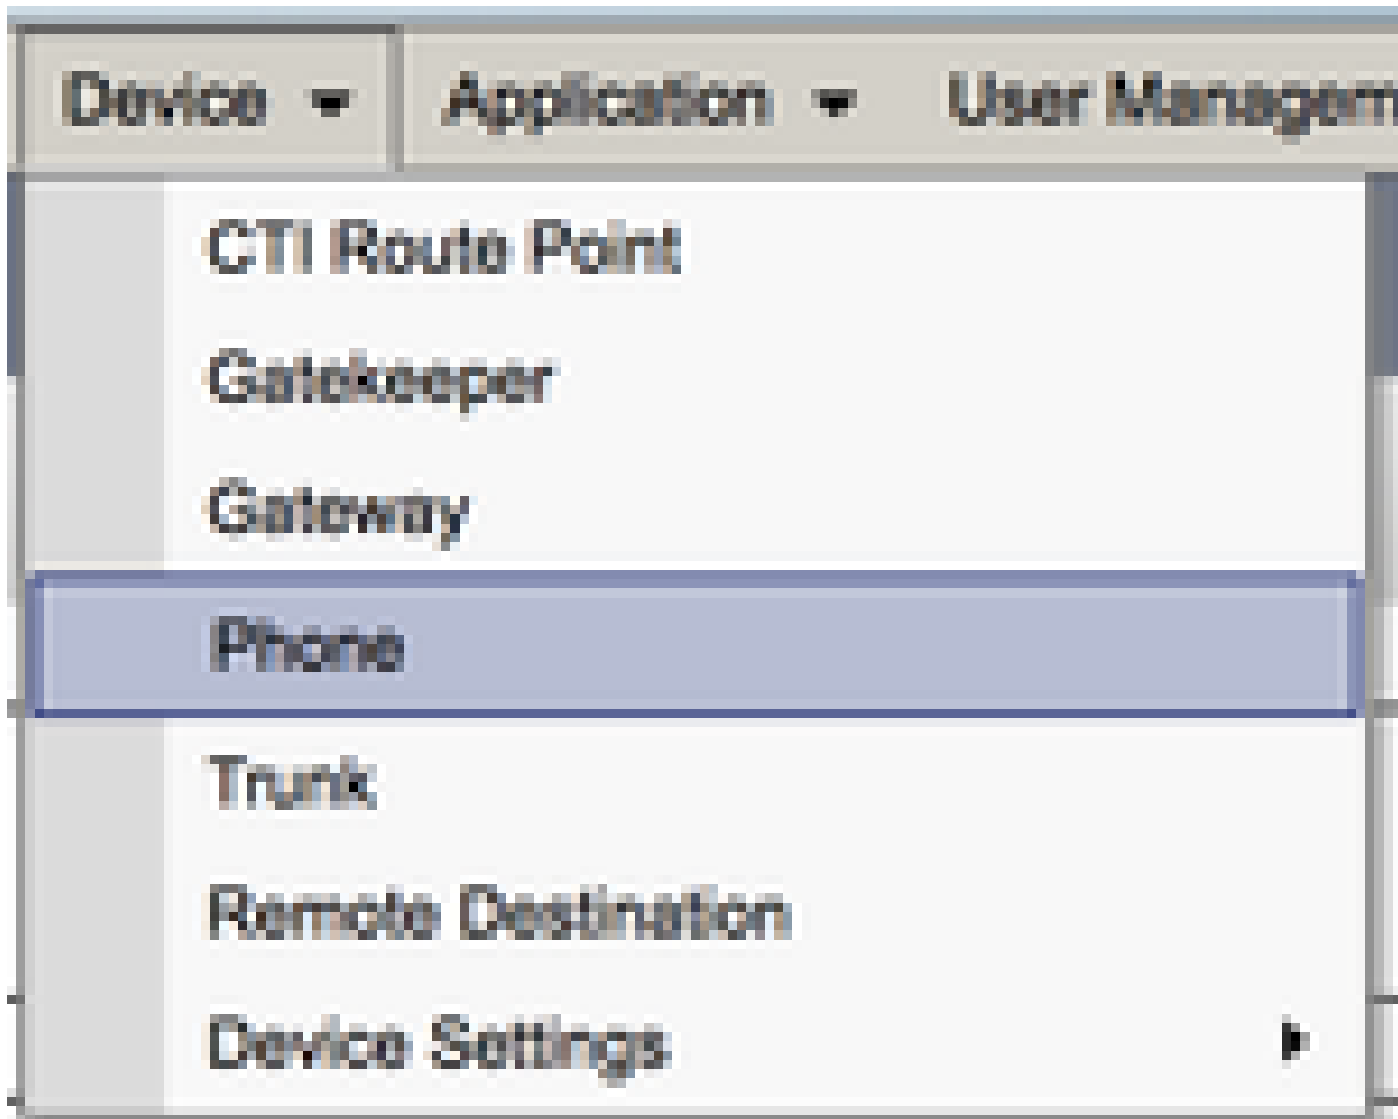 Device Application User Managem
CTI Route Point
Gatekeeper
Gateway
Phone
Trunk
Remote Destination
Device Settings